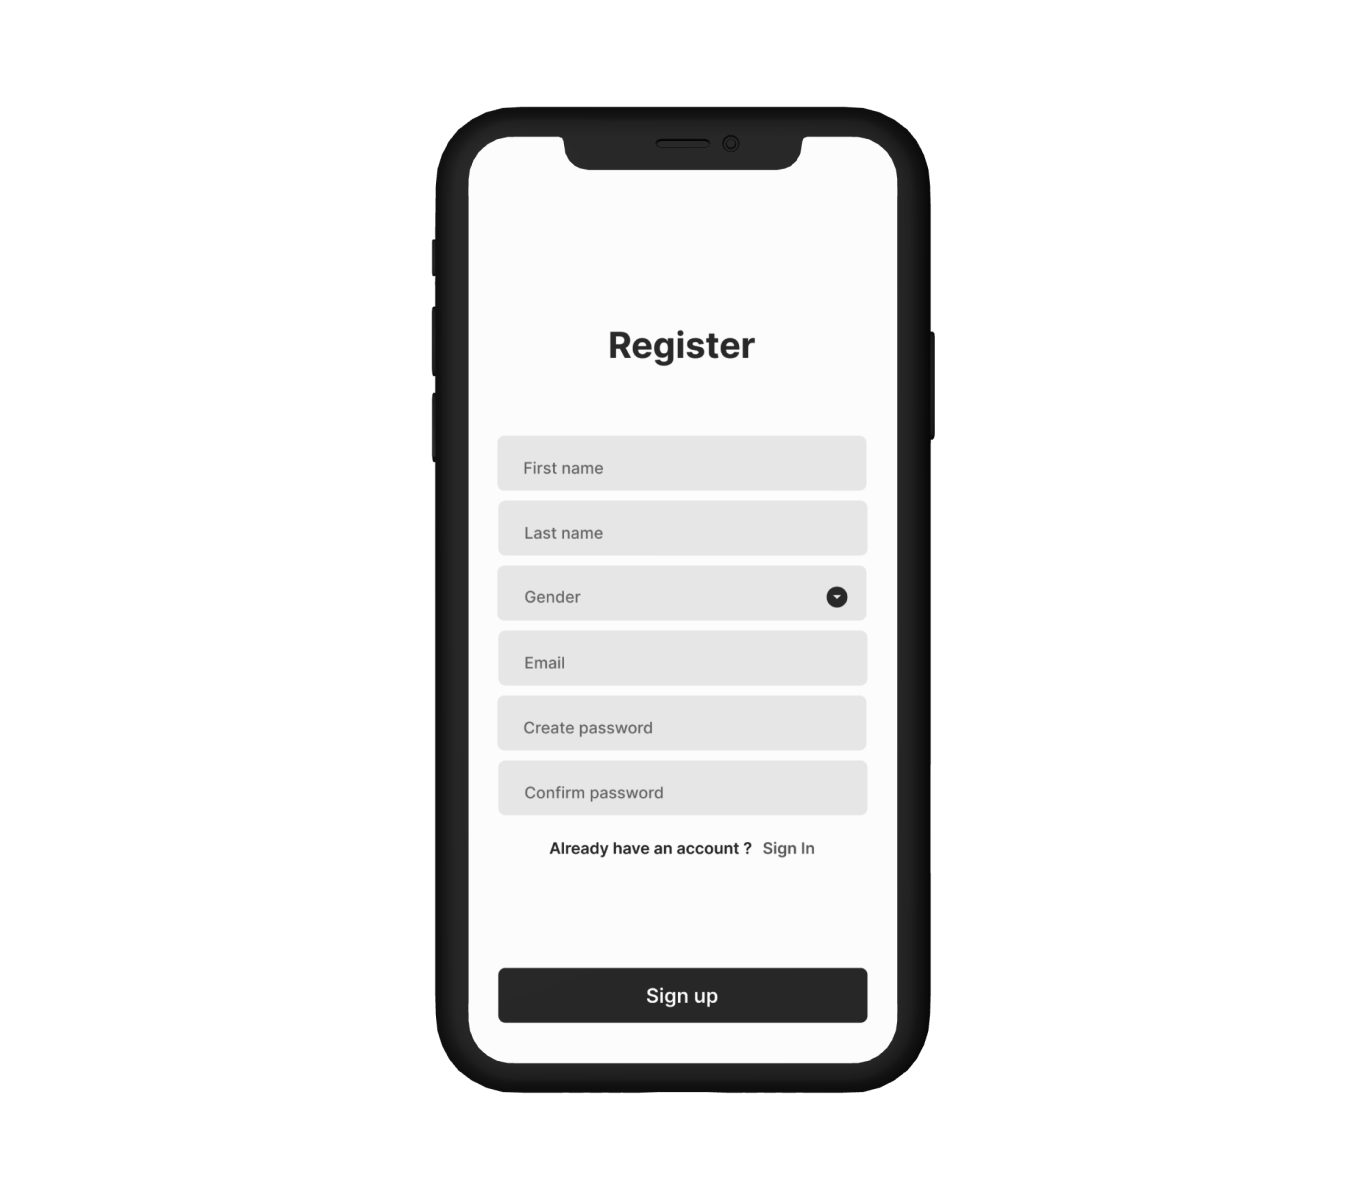 Register
First name
Last name
Gender
Email
Create password
Confirm password
Already have an account ? Sign In
Sign up